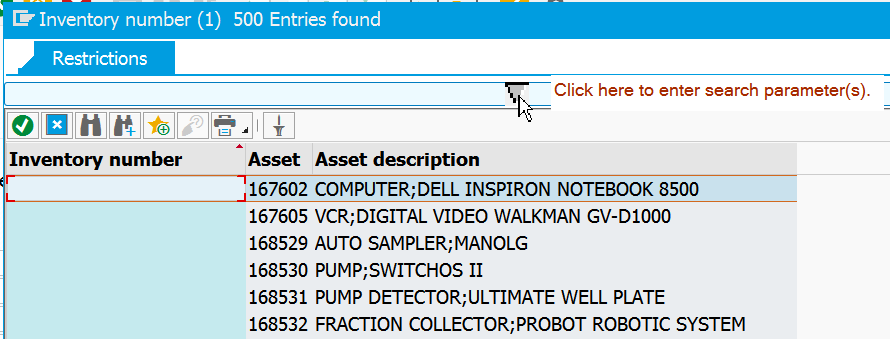 Inventory number (1)  500 Entries found
Restrictions
Click here to enter search parameter(s).
Inventory number Asset Asset description
167602 COMPUTER;DELL INSPIRON NOTEBOOK 8500
167605 VCR;DIGITAL VIDEO WALKMAN GV-D1000
168529 AUTO SAMPLER;MANOLG
168530 PUMP;SWITCHOS II
168531 PUMP DETECTOR;ULTIMATE WELL PLATE
168532 FRACTION COLLECTOR;PROBOT ROBOTIC SYSTEM